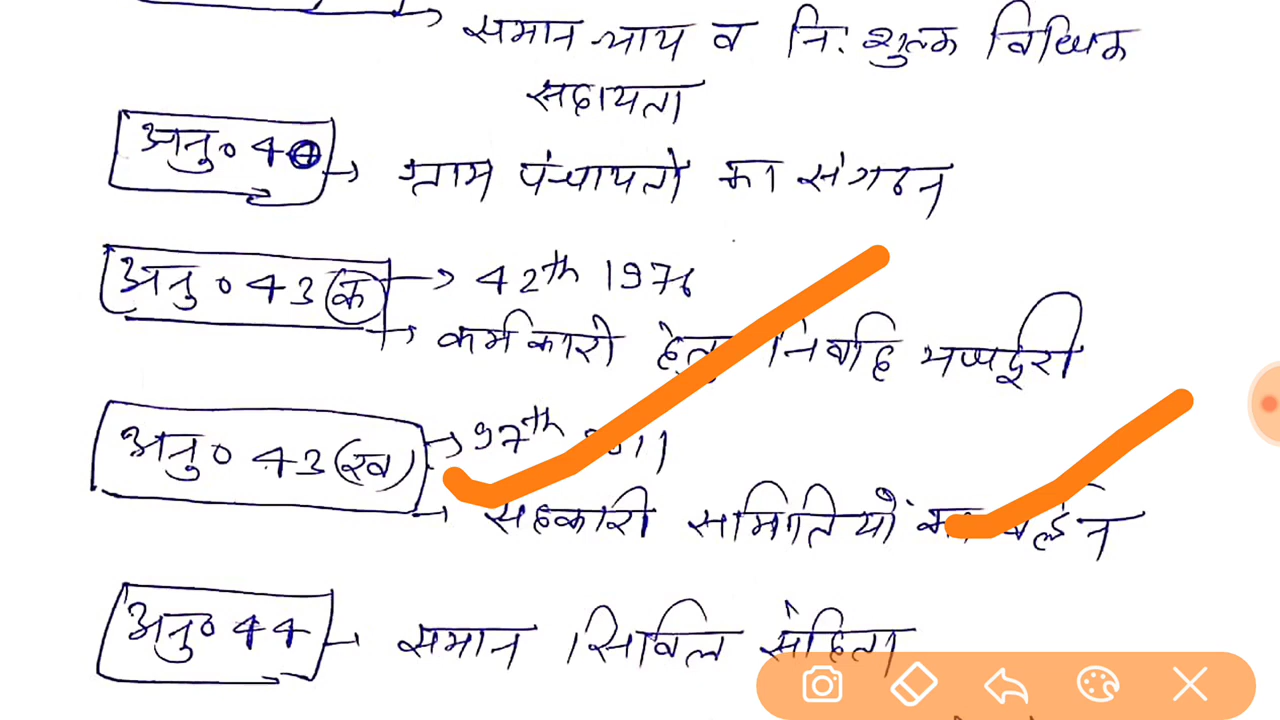 समान न्याय व नि: शुल्क विधिक
सहायता
अनु० 40 → ग्राम पंचायतो का संगठन
अनु० 43 (क) → 42th 1976
→ कर्मकारो हेतु निर्वाह मजदूरी
अनु० 43 (ख) → 97th 2011
→ सहकारी समितियों का
अनु० 44 → समान सिविल संहिता